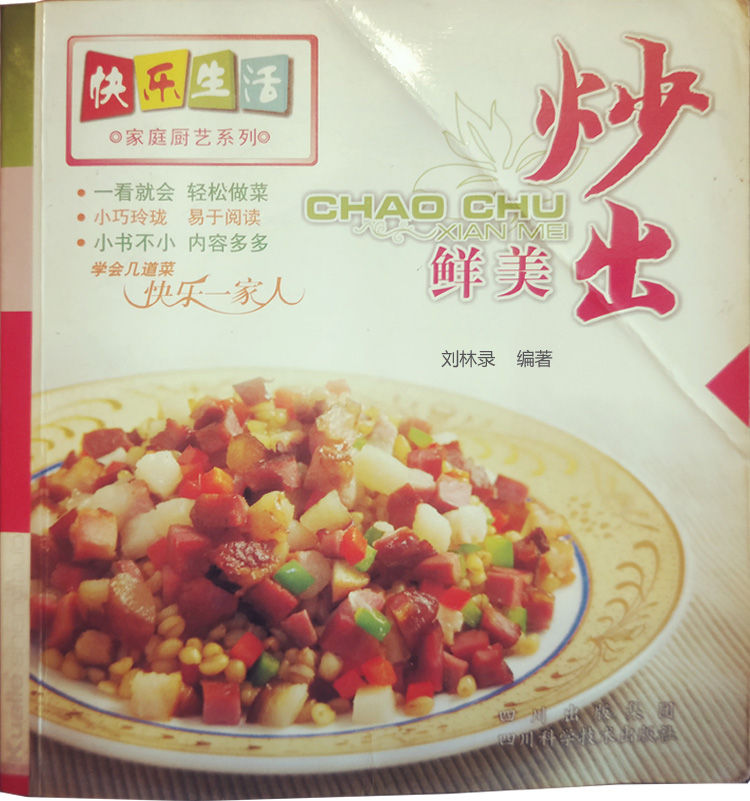 快乐生活
◎家庭厨艺系列◎
• 一看就会 轻松做菜
• 小巧玲珑 易于阅读
• 小书不小 内容多多
学会几道菜
快乐一家人
炒出
CHAO CHU
XIAN MEI
鲜美
刘林录 编著
四川出版集团
四川科学技术出版社